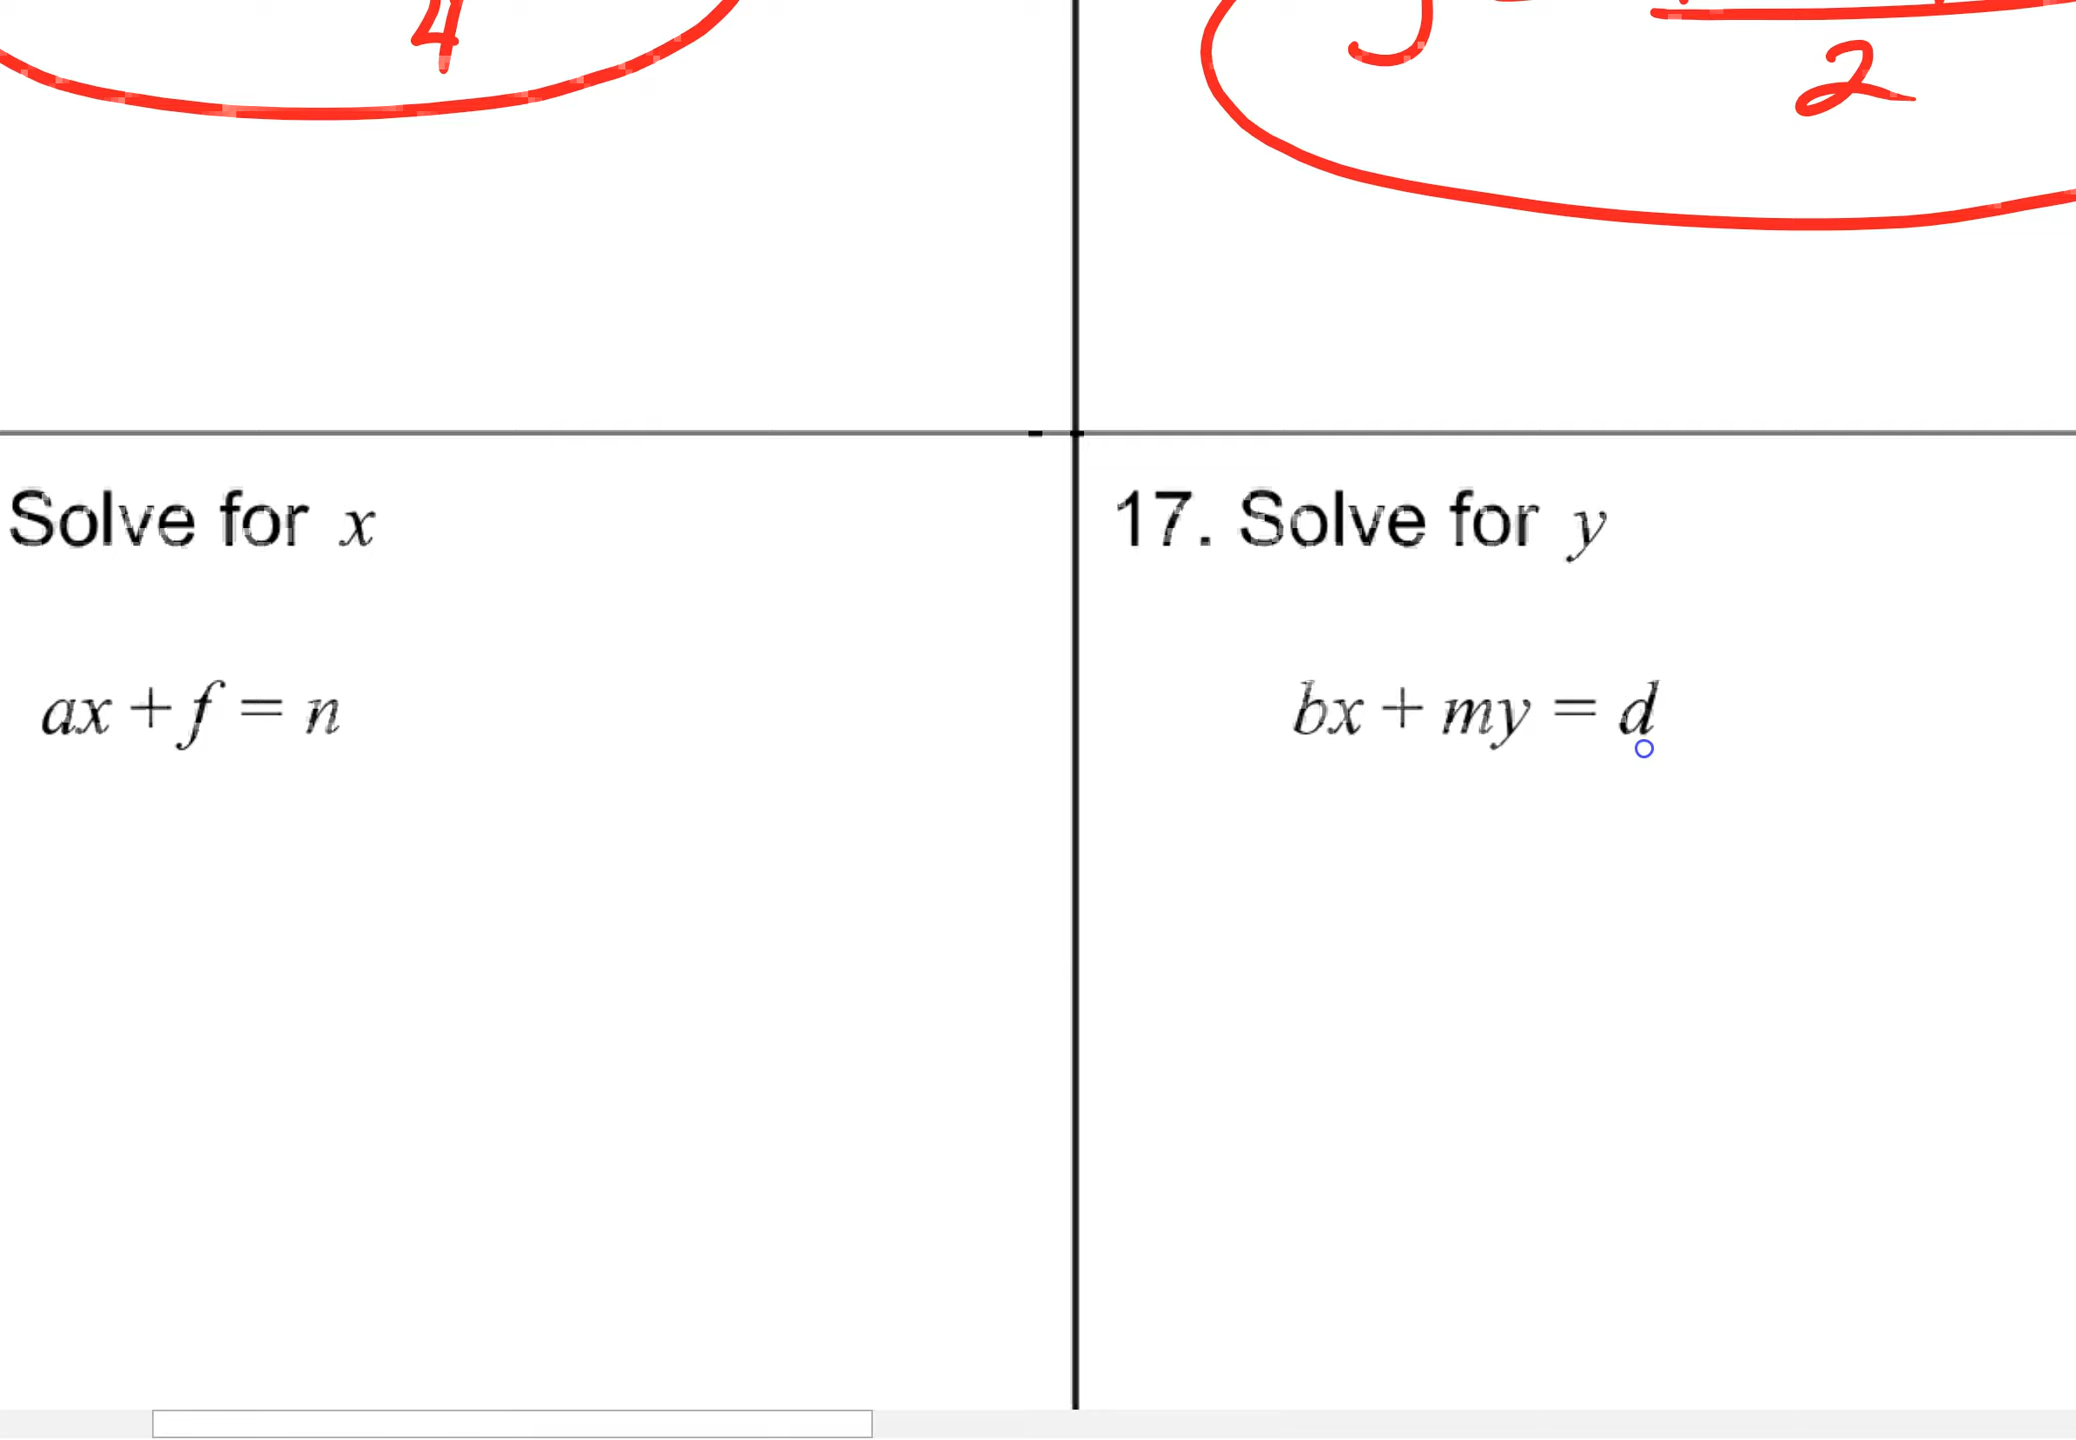 4
2
Solve for x
ax + f = n
17. Solve for y
bx + my = d